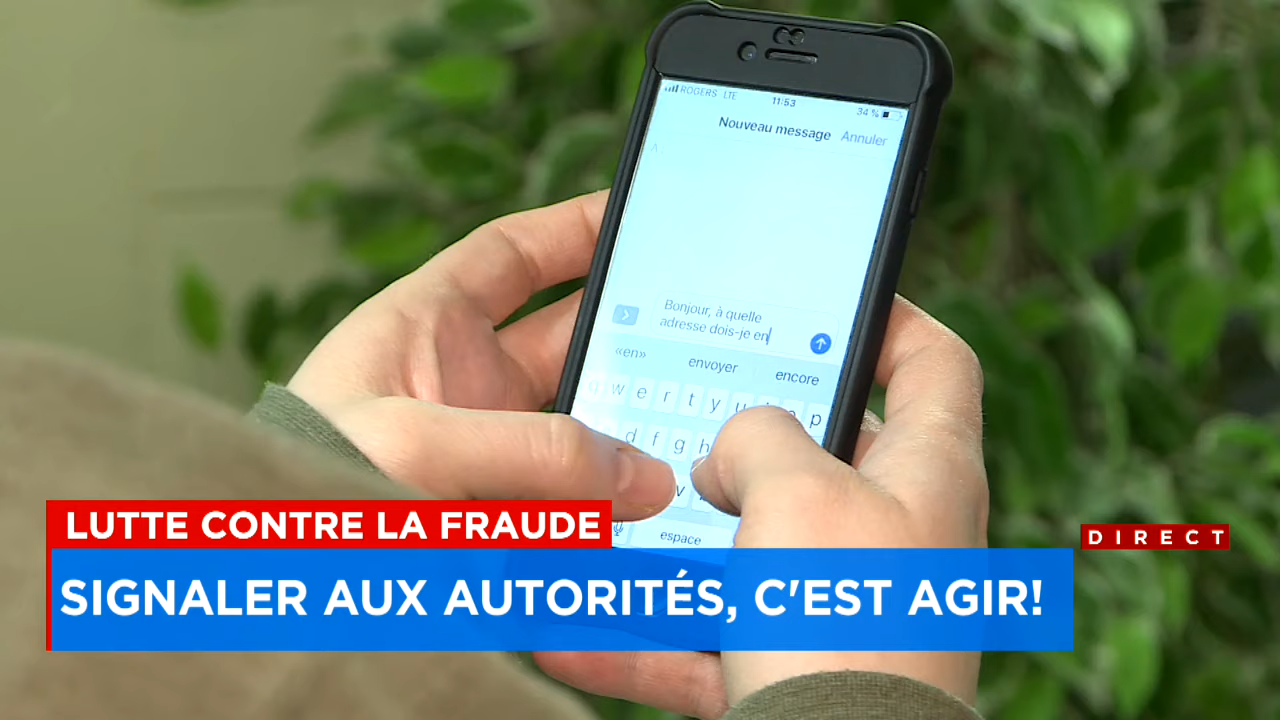 ROGERS LTE
11:53
34 %
Nouveau message
Annuler
A
Bonjour, à quelle
adresse dois-je en
«en» envoyer encore
w e r t y u p
d f g h
v
espace
LUTTE CONTRE LA FRAUDE
DIRECT
SIGNALER AUX AUTORITÉS, C'EST AGIR!